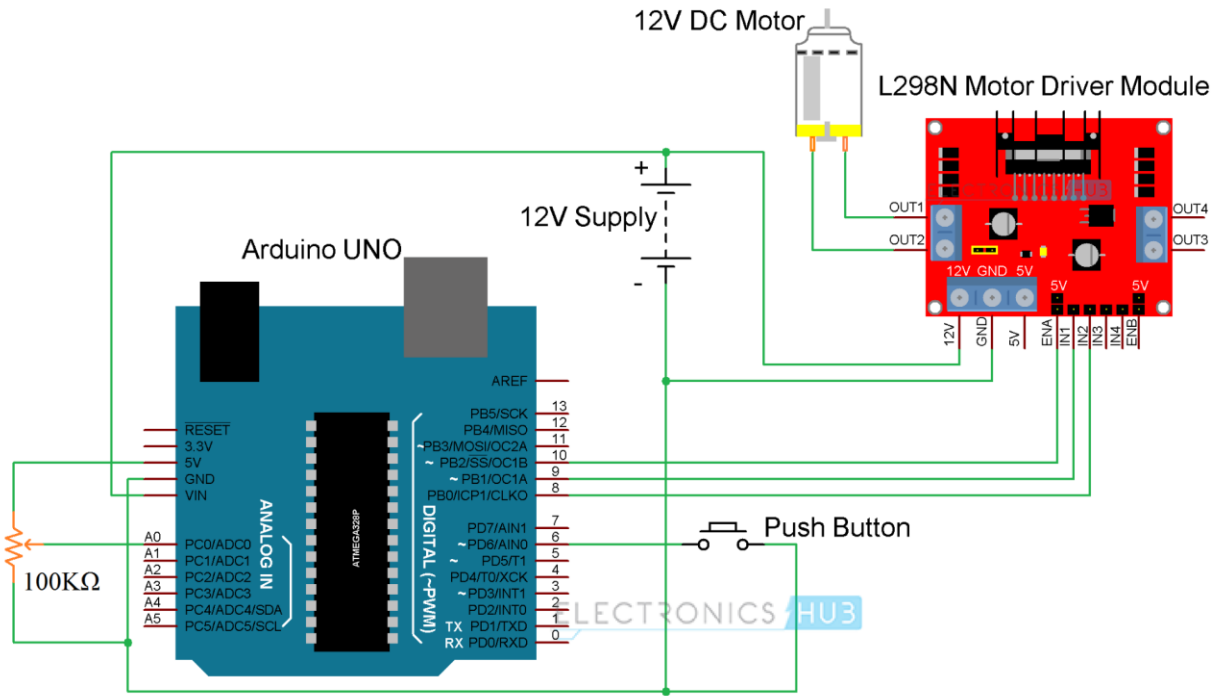 12V DC Motor
L298N Motor Driver Module
HUB
+
12V Supply
-
OUT1
OUT2
OUT4
OUT3
12V GND 5V
5V
5V
12V
GND
5V
ENA
IN1
IN2
IN3
IN4
ENB
Arduino UNO
AREF
PB5/SCK 13
PB4/MISO 12
~PB3/MOSI/OC2A 11
~ PB2/SS/OC1B 10
~ PB1/OC1A 9
PB0/ICP1/CLKO 8
PD7/AIN1 7
~PD6/AIN0 6
~ PD5/T1 5
PD4/T0/XCK 4
~PD3/INT1 3
PD2/INT0 2
TX PD1/TXD 1
RX PD0/RXD 0
RESET
3.3V
5V
GND
VIN
A0 PC0/ADC0
A1 PC1/ADC1
A2 PC2/ADC2
A3 PC3/ADC3
A4 PC4/ADC4/SDA
A5 PC5/ADC5/SCL
ANALOG IN
ATMEGA328P
DIGITAL (~PWM)
100KΩ
Push Button
ELECTRONICS HUB